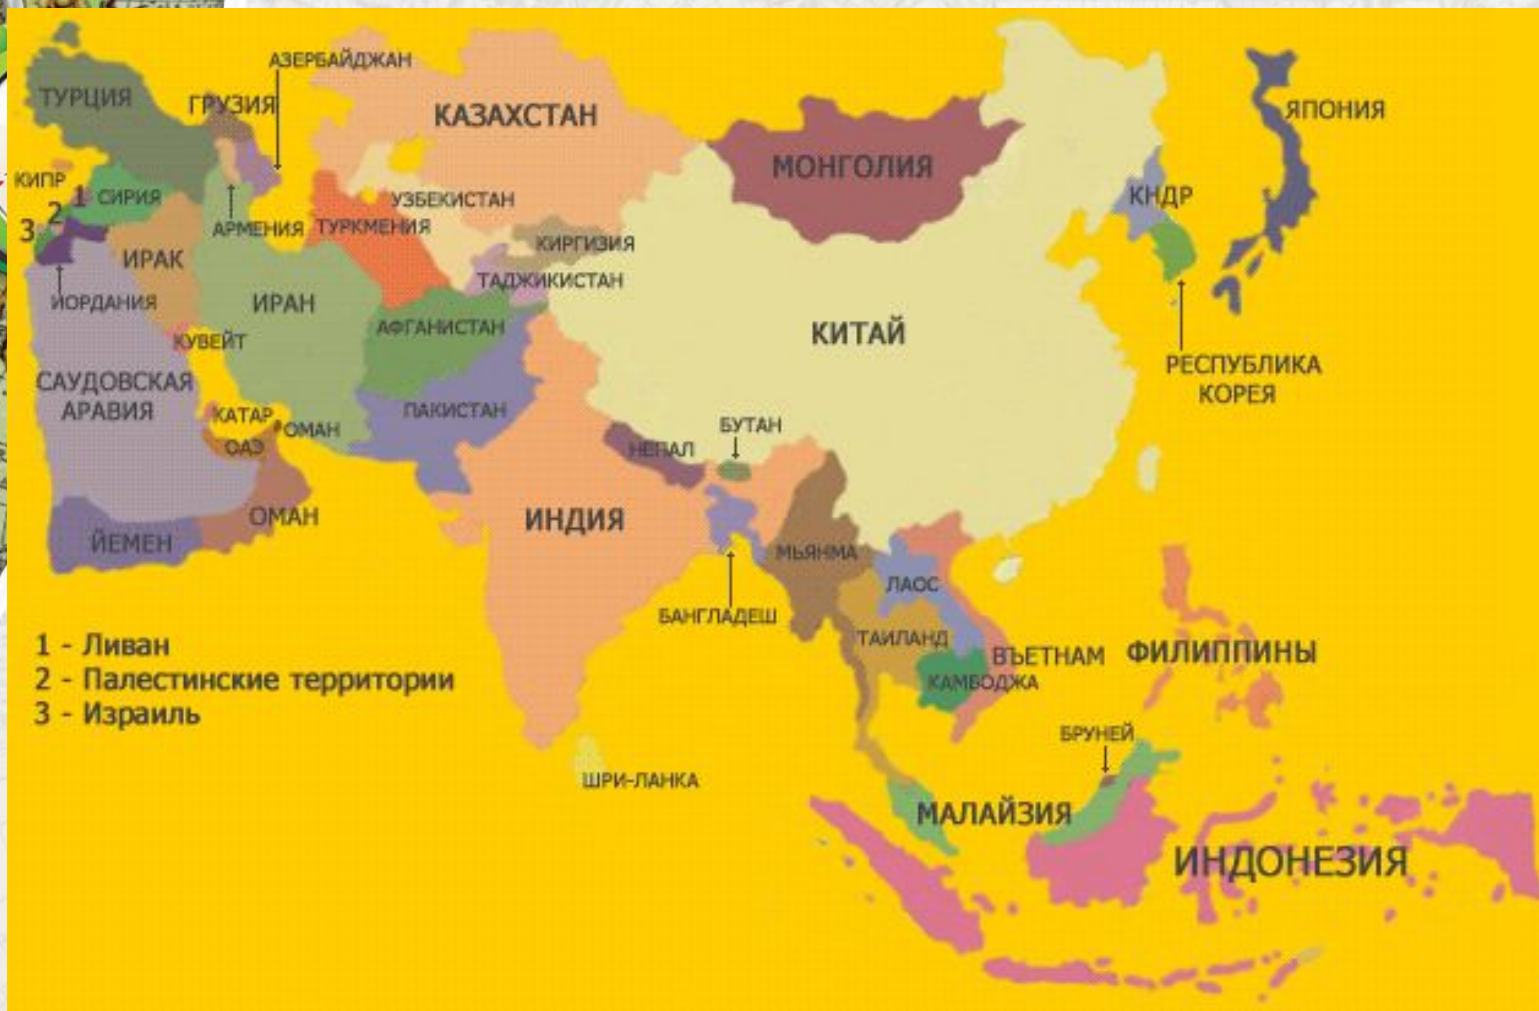 АЗЕРБАЙДЖАН
ТУРЦИЯ
ГРУЗИЯ
КАЗАХСТАН
ЯПОНИЯ
МОНГОЛИЯ
КИПР
1
СИРИЯ
УЗБЕКИСТАН
КНДР
2
3
АРМЕНИЯ
ТУРКМЕНИЯ
КИРГИЗИЯ
ИРАК
ТАДЖИКИСТАН
ИОРДАНИЯ
ИРАН
АФГАНИСТАН
КИТАЙ
КУВЕЙТ
РЕСПУБЛИКА
КОРЕЯ
САУДОВСКАЯ
АРАВИЯ
КАТАР
ПАКИСТАН
ОМАН
БУТАН
ОАЭ
НЕПАЛ
ОМАН
ИНДИЯ
ЙЕМЕН
МЬЯНМА
ЛАОС
БАНГЛАДЕШ
ТАИЛАНД
ВЪЕТНАМ
ФИЛИППИНЫ
КАМБОДЖА
1 - Ливан
2 - Палестинские территории
3 - Израиль
БРУНЕЙ
ШРИ-ЛАНКА
МАЛАЙЗИЯ
ИНДОНЕЗИЯ